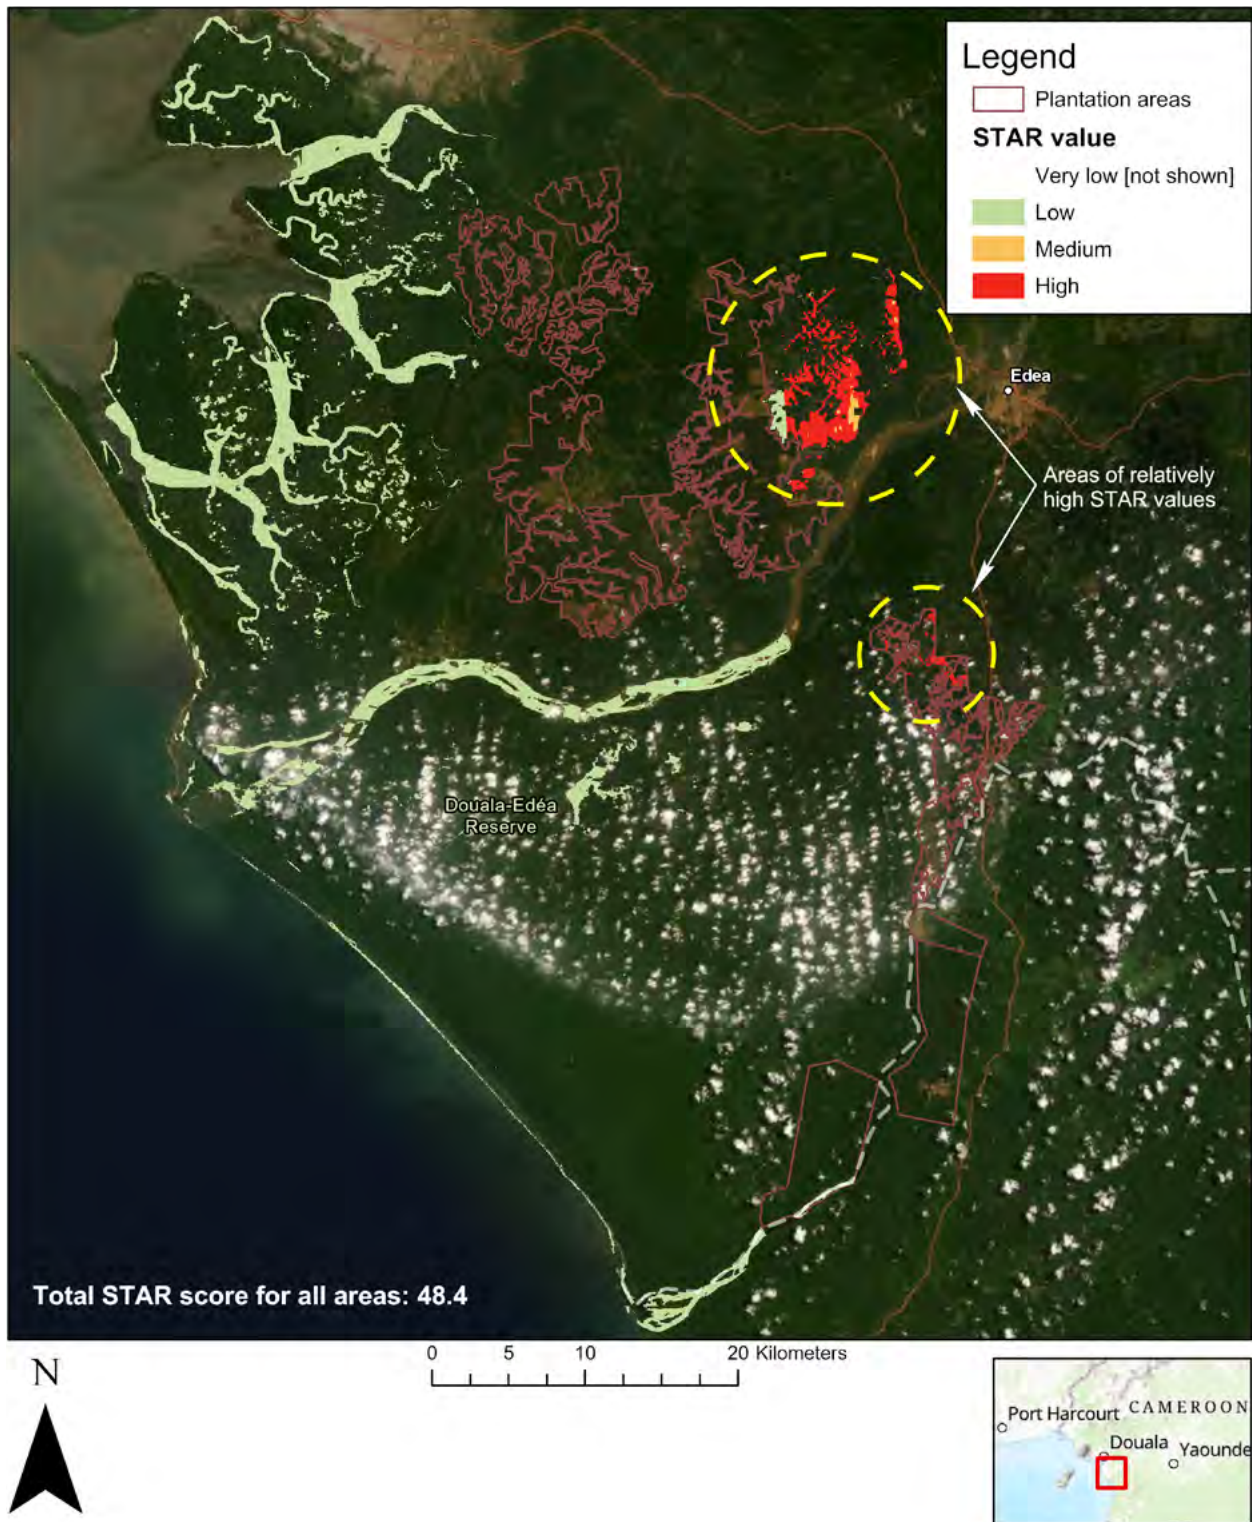 Legend
Plantation areas
STAR value
Very low [not shown]
Low
Medium
High
Edea
Areas of relatively
high STAR values
Douala-Edéa
Reserve
Total STAR score for all areas: 48.4
0 5 10 20 Kilometers
N
Port Harcourt
CAMEROON
Douala
Yaounde